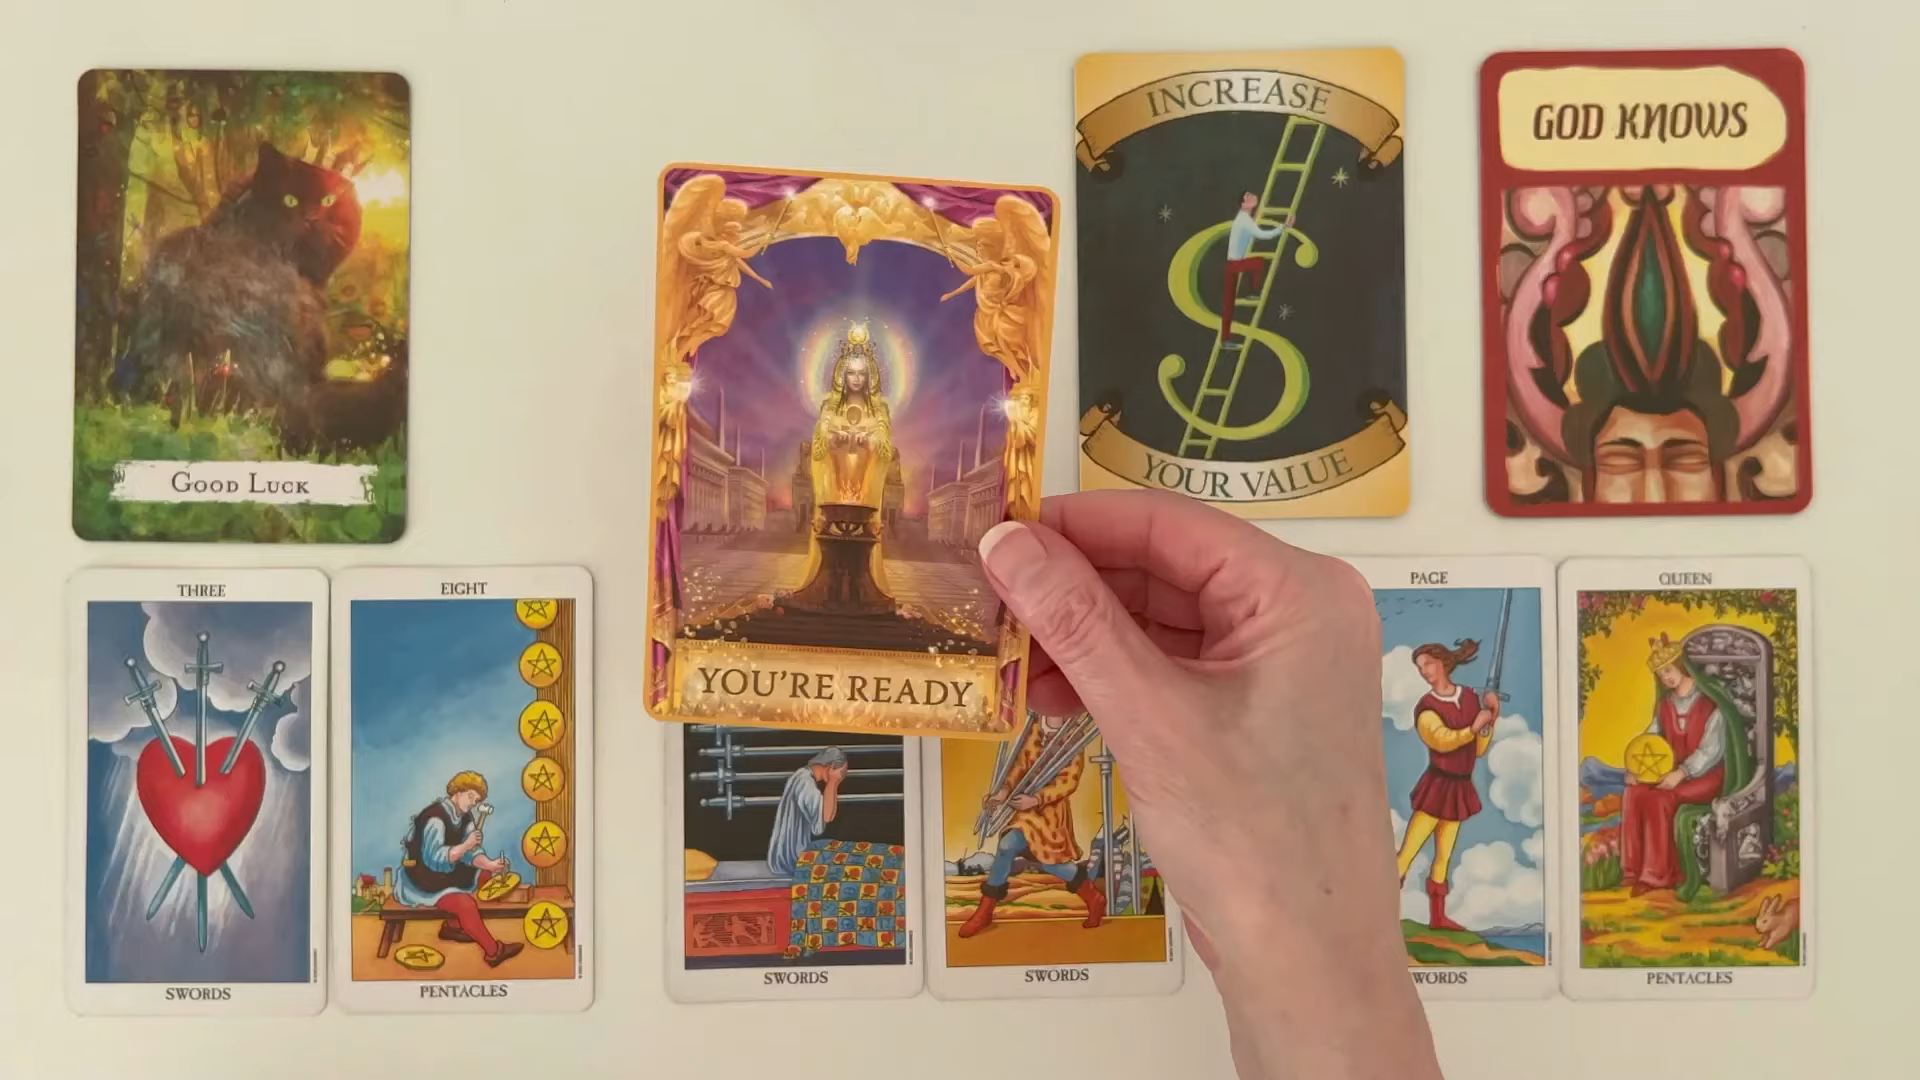 GOOD LUCK
YOU'RE READY
INCREASE
YOUR VALUE
GOD KNOWS
THREE
SWORDS
EIGHT
PENTACLES
SWORDS
SWORDS
PAGE
WORDS
QUEEN
PENTACLES